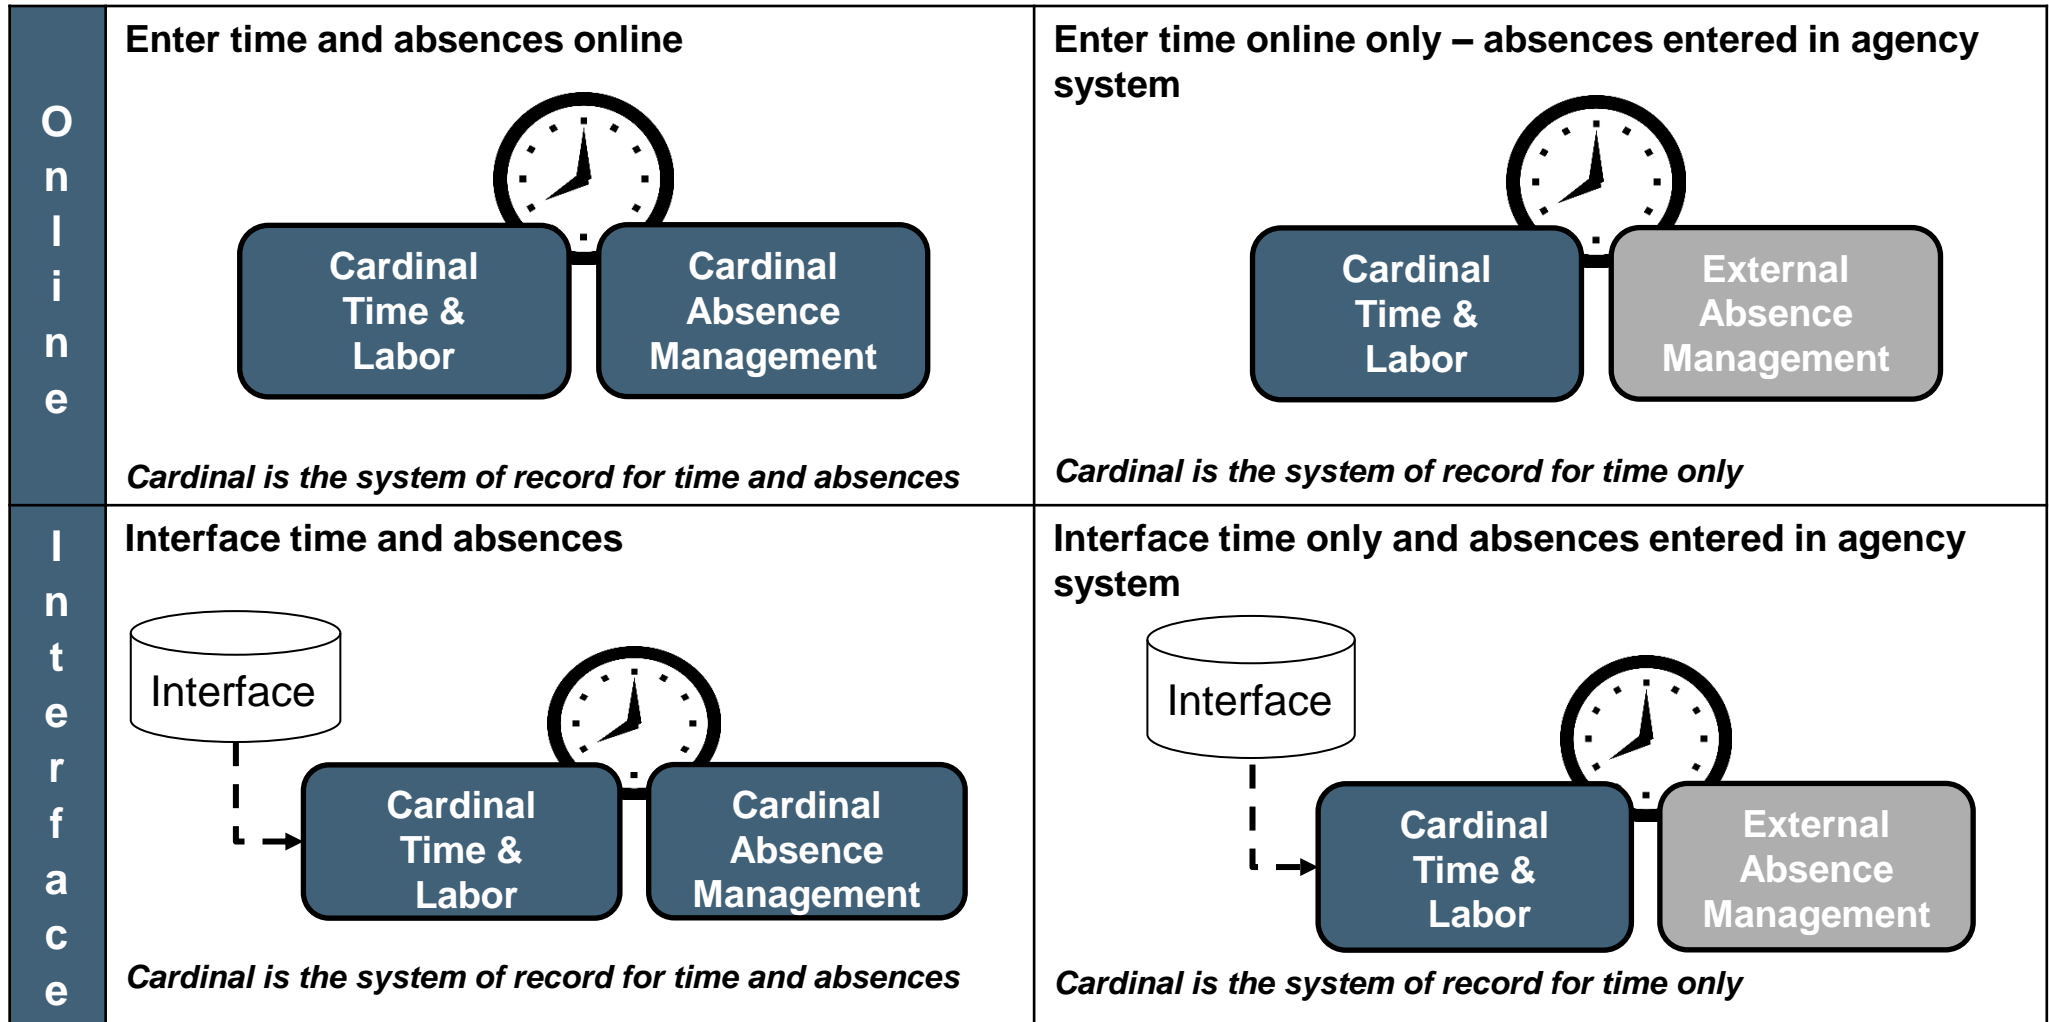 Online
Enter time and absences online
Cardinal
Time &
Labor
Cardinal
Absence
Management
Cardinal is the system of record for time and absences
Enter time online only – absences entered in agency
system
Cardinal
Time &
Labor
External
Absence
Management
Cardinal is the system of record for time only
Interface
Interface time and absences
Interface
Cardinal
Time &
Labor
Cardinal
Absence
Management
Cardinal is the system of record for time and absences
Interface time only and absences entered in agency
system
Interface
Cardinal
Time &
Labor
External
Absence
Management
Cardinal is the system of record for time only